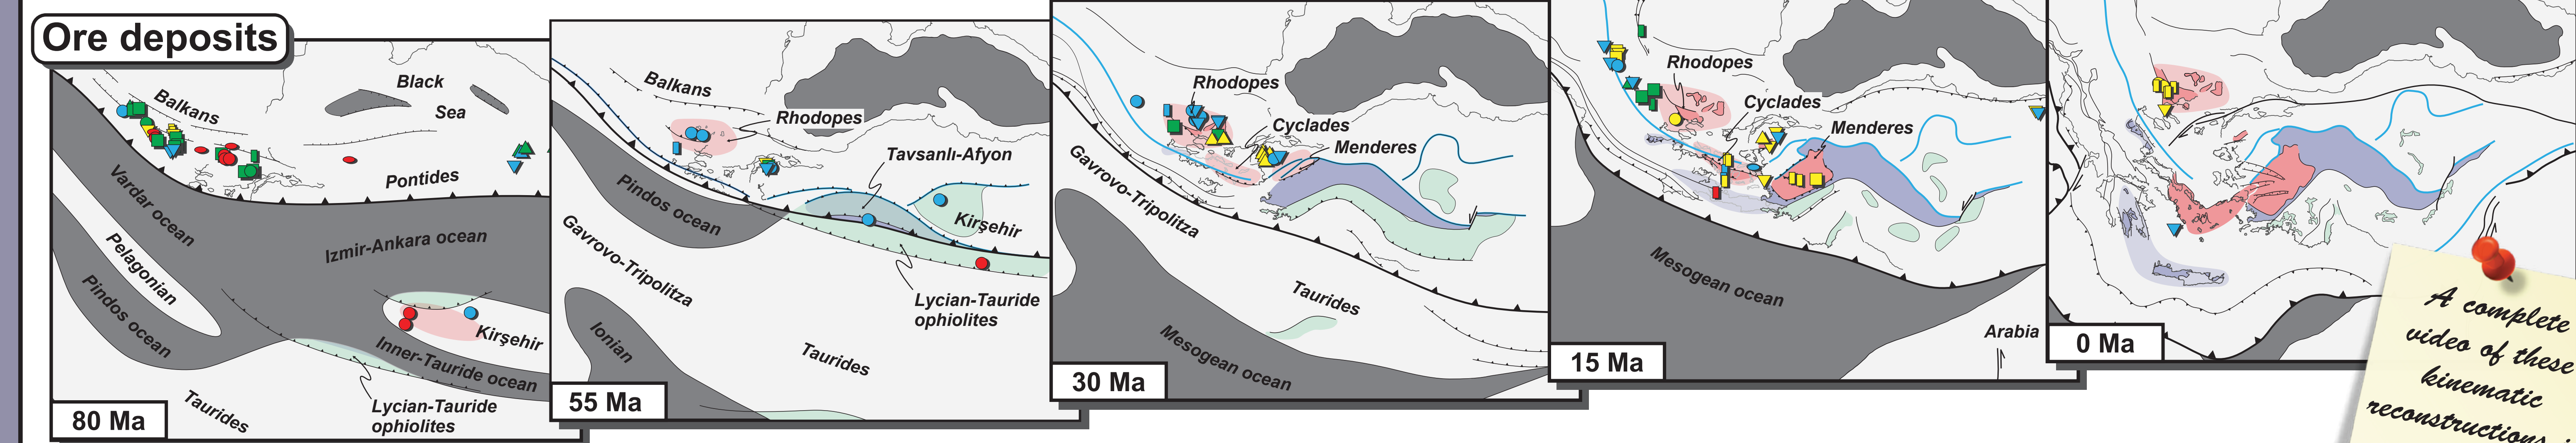 Ore deposits
Balkans
Black
Sea
Pontides
Vardar ocean
Izmir-Ankara ocean
Pelagonian
Pindos ocean
Kirşehir
Inner-Tauride ocean
Taurides
Lycian-Tauride
ophiolites
80 Ma
Balkans
Rhodopes
Tavsanlı-Afyon
Pindos ocean
Kirşehir
Gavrovo-Tripolitza
Lycian-Tauride
ophiolites
Ionian
Taurides
55 Ma
Rhodopes
Cyclades
Menderes
Gavrovo-Tripolitza
Taurides
Mesogean ocean
30 Ma
Rhodopes
Cyclades
Menderes
Mesogean ocean
Arabia
15 Ma
0 Ma
A complete
video of these
kinematic
reconstructions